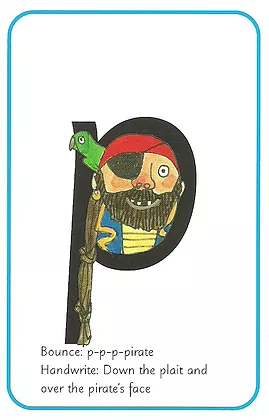 p
Bounce: p-p-p-pirate
Handwrite: Down the plait and
over the pirate's face